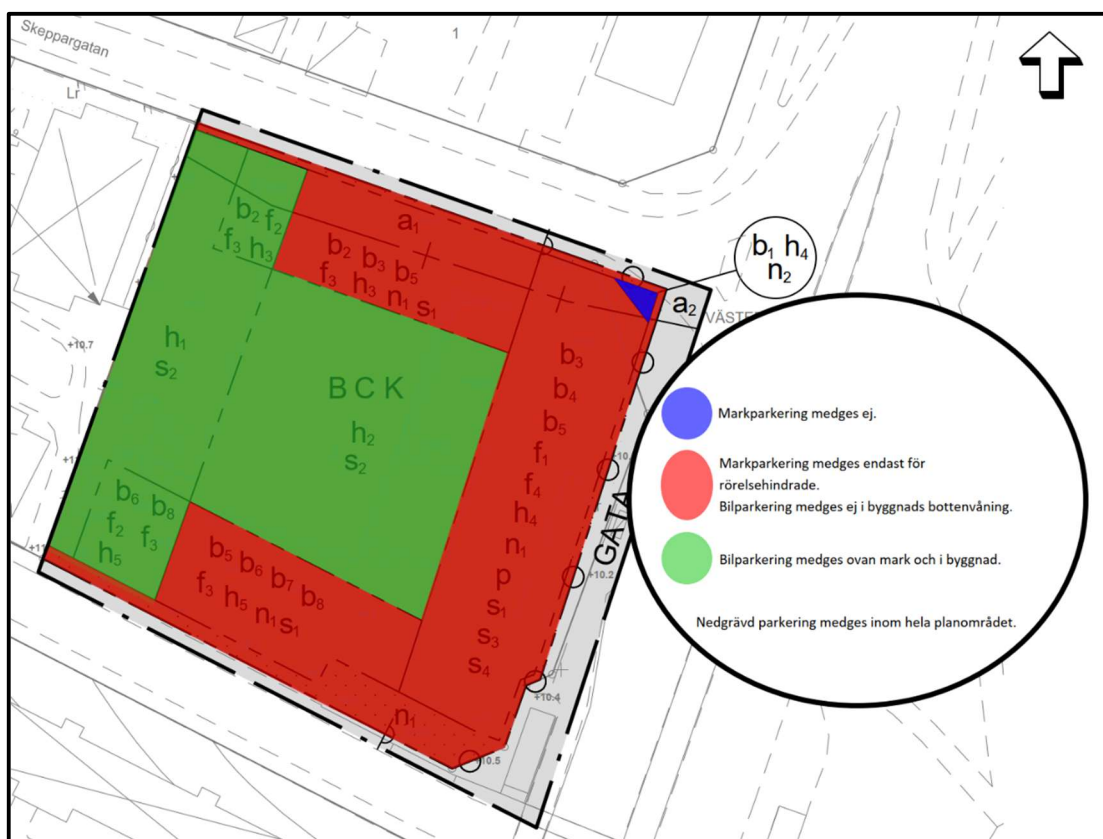 Skeppargatan
1
Lr
b₂ f₂
f₃ h₃
a₁
b₂ b₃ b₅
f₃ h₃ n₁ s₁
b₁ h₄
n₂
a₂
+10.7
h₁
s₂
B C K
h₂
s₂
b₃
b₄
b₅
f₁
f₄
h₄
n₁
p
s₁
s₃
s₄
GATA
Markparkering medges ej.
Markparkering medges endast för
rörelsehindrade.
Bilparkering medges ej i byggnads bottenvåning.
Bilparkering medges ovan mark och i byggnad.
Nedgrävd parkering medges inom hela planområdet.
b₆ b₈
f₂ f₃
h₅
b₅ b₆ b₇ b₈
f₃ h₅ n₁ s₁
+10.2
n₁
+10.4
+10.5